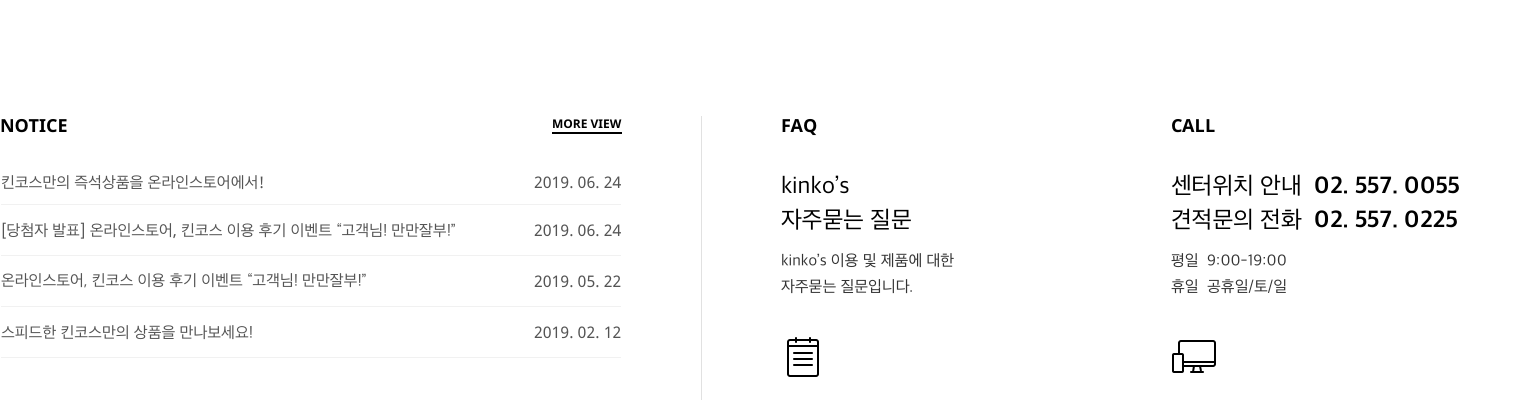 NOTICE
MORE VIEW
킨코스만의 즉석상품을 온라인스토어에서! 2019. 06. 24
[당첨자 발표] 온라인스토어, 킨코스 이용 후기 이벤트 “고객님! 만만잘부!” 2019. 06. 24
온라인스토어, 킨코스 이용 후기 이벤트 “고객님! 만만잘부!” 2019. 05. 22
스피드한 킨코스만의 상품을 만나보세요! 2019. 02. 12
FAQ
kinko’s
자주묻는 질문
kinko’s 이용 및 제품에 대한
자주묻는 질문입니다.
CALL
센터위치 안내 02. 557. 0055
견적문의 전화 02. 557. 0225
평일 9:00-19:00
휴일 공휴일/토/일